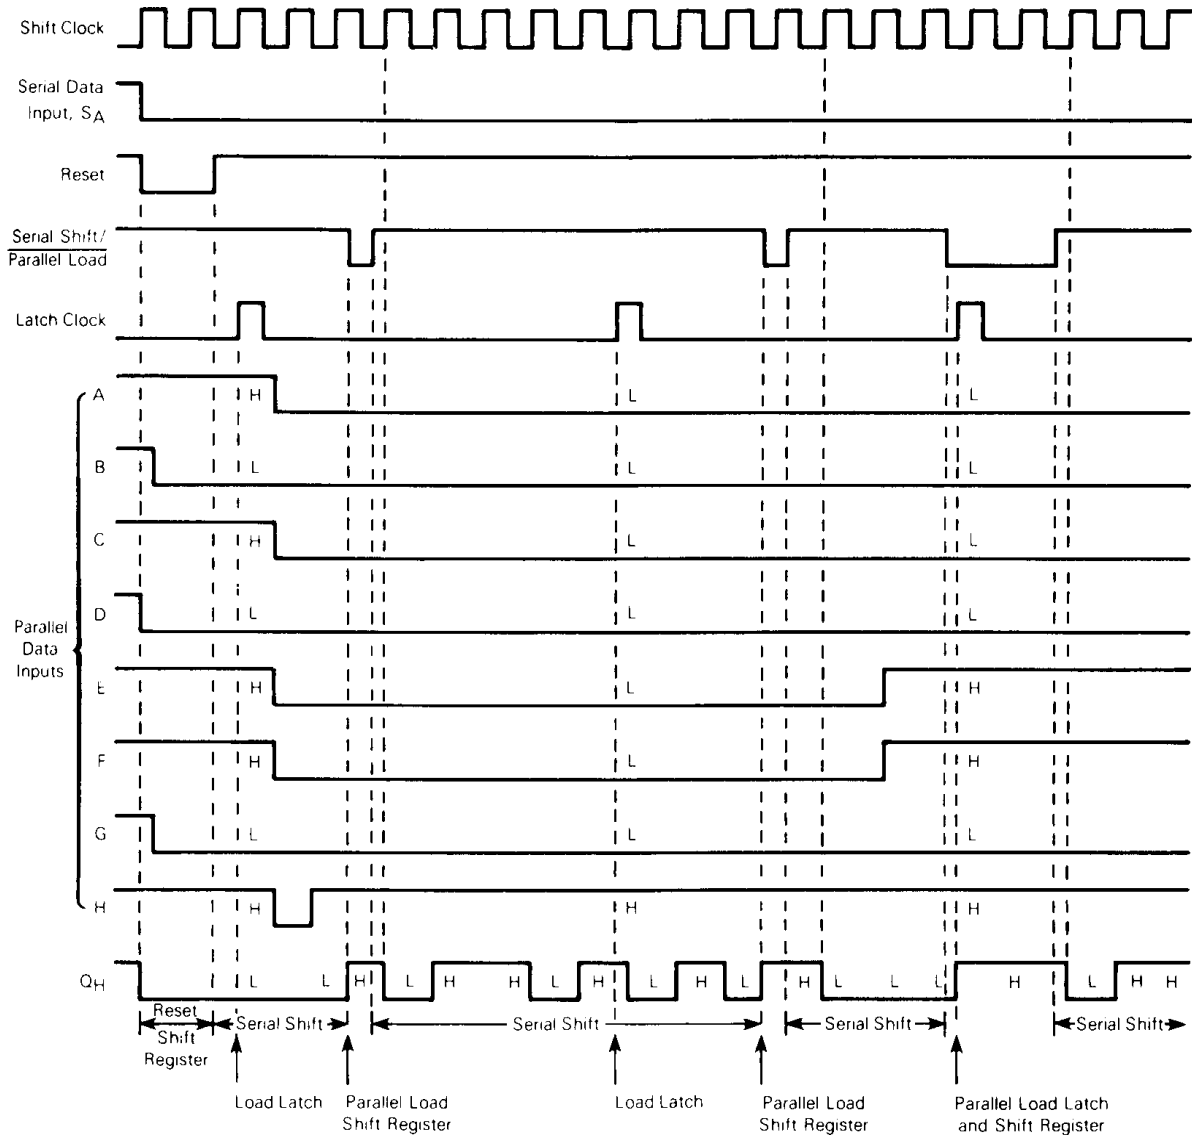 Shift Clock
Serial Data
Input, SA
Reset
Serial Shift/
Parallel Load
Latch Clock
A H L L
B L L L
C H L L
D L L L
Parallel
Data
Inputs
E H L H
F H L H
G L L L
H H H H
QH L L H L H H L H L H L H L L L H L H H
Reset
Shift
Register
Serial Shift
Serial Shift
Serial Shift
Serial Shift
Load Latch
Parallel Load
Shift Register
Load Latch
Parallel Load
Shift Register
Parallel Load Latch
and Shift Register